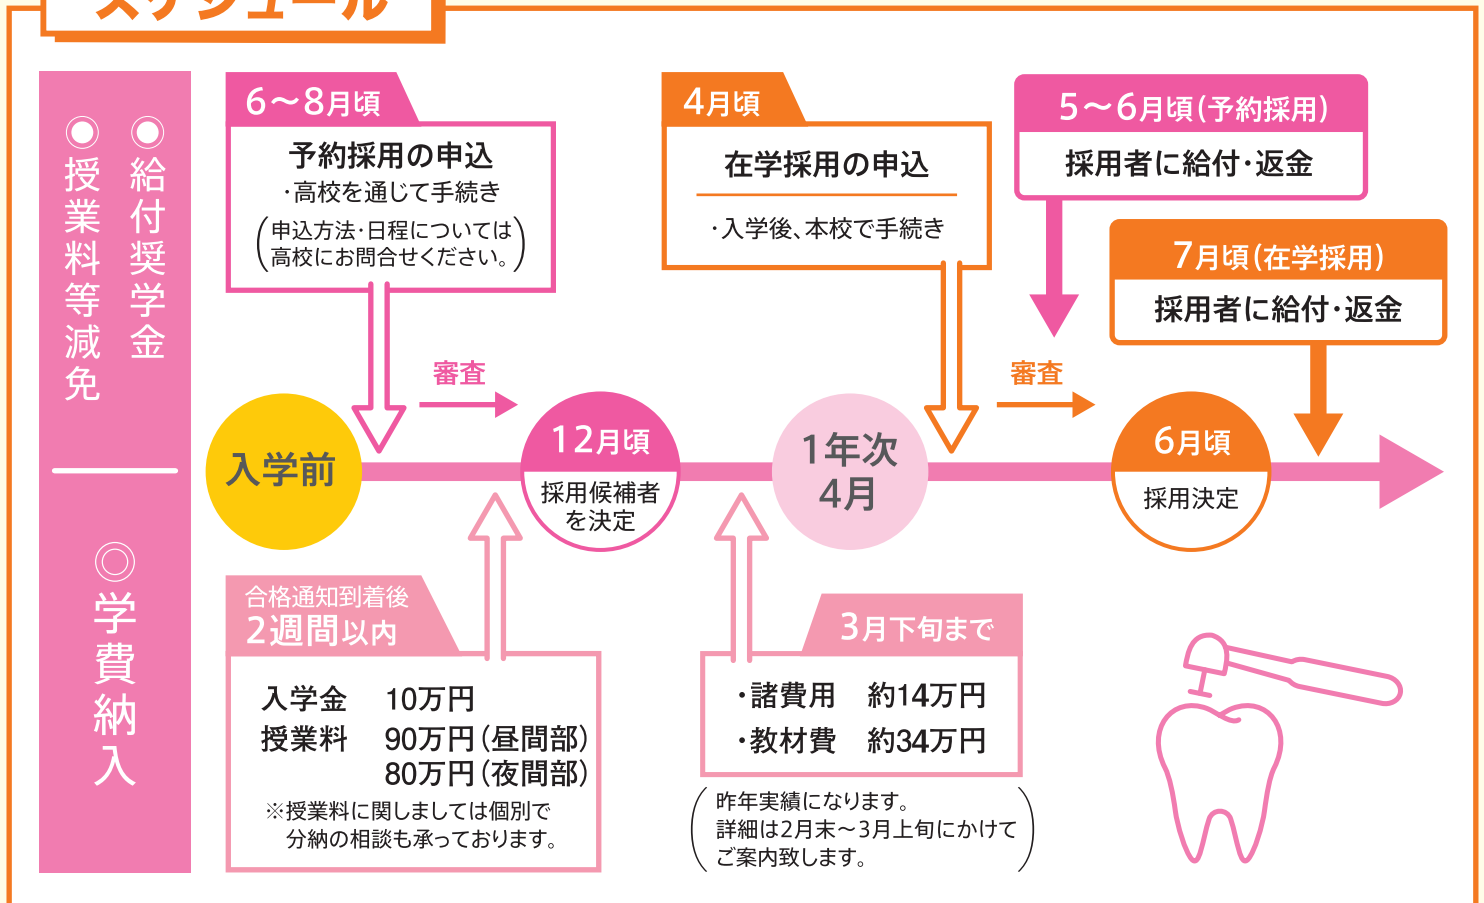 スケジュール
◉給付奨学金
◉授業料等減免
◎学費納入
6〜8月頃
予約採用の申込
・高校を通じて手続き
(申込方法・日程については
高校にお問合せください。)
4月頃
在学採用の申込
・入学後、本校で手続き
5〜6月頃(予約採用)
採用者に給付・返金
7月頃(在学採用)
採用者に給付・返金
審査
審査
入学前
12月頃
採用候補者
を決定
1年次
4月
6月頃
採用決定
合格通知到着後
2週間以内
入学金 10万円
授業料 90万円(昼間部)
80万円(夜間部)
※授業料に関しましては個別で
分納の相談も承っております。
3月下旬まで
・諸費用 約14万円
・教材費 約34万円
(昨年実績になります。
詳細は2月末〜3月上旬にかけて
ご案内致します。)